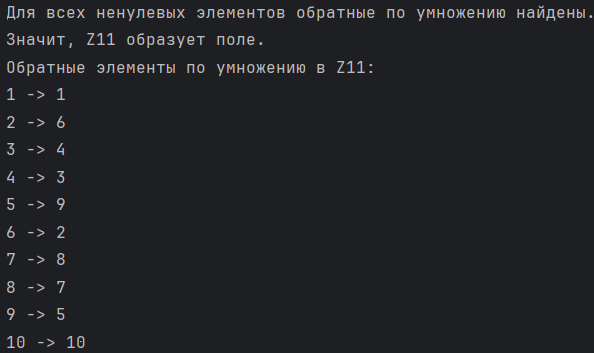 Для всех ненулевых элементов обратные по умножению найдены.
Значит, Z11 образует поле.
Обратные элементы по умножению в Z11:
1 -> 1
2 -> 6
3 -> 4
4 -> 3
5 -> 9
6 -> 2
7 -> 8
8 -> 7
9 -> 5
10 -> 10